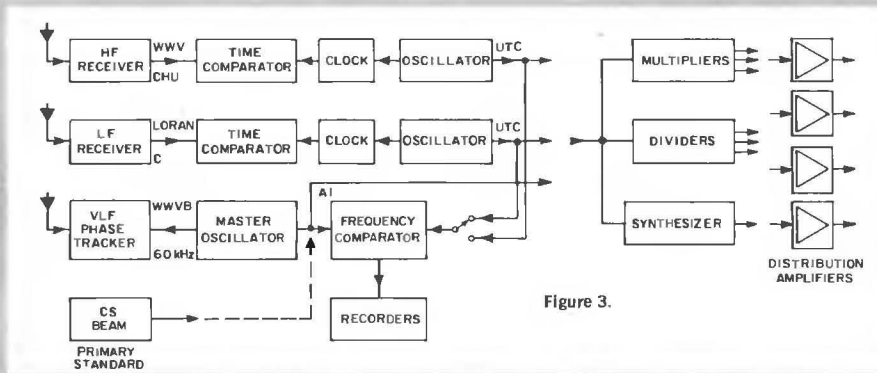 HF
RECEIVER
WWV
CHU
TIME
COMPARATOR
CLOCK
OSCILLATOR
UTC
MULTIPLIERS
LF
RECEIVER
LORAN
C
TIME
COMPARATOR
CLOCK
OSCILLATOR
UTC
DIVIDERS
A1
VLF
PHASE
TRACKER
WWVB
60 kHz
MASTER
OSCILLATOR
FREQUENCY
COMPARATOR
SYNTHESIZER
DISTRIBUTION
AMPLIFIERS
CS
BEAM
PRIMARY
STANDARD
RECORDERS
Figure 3.